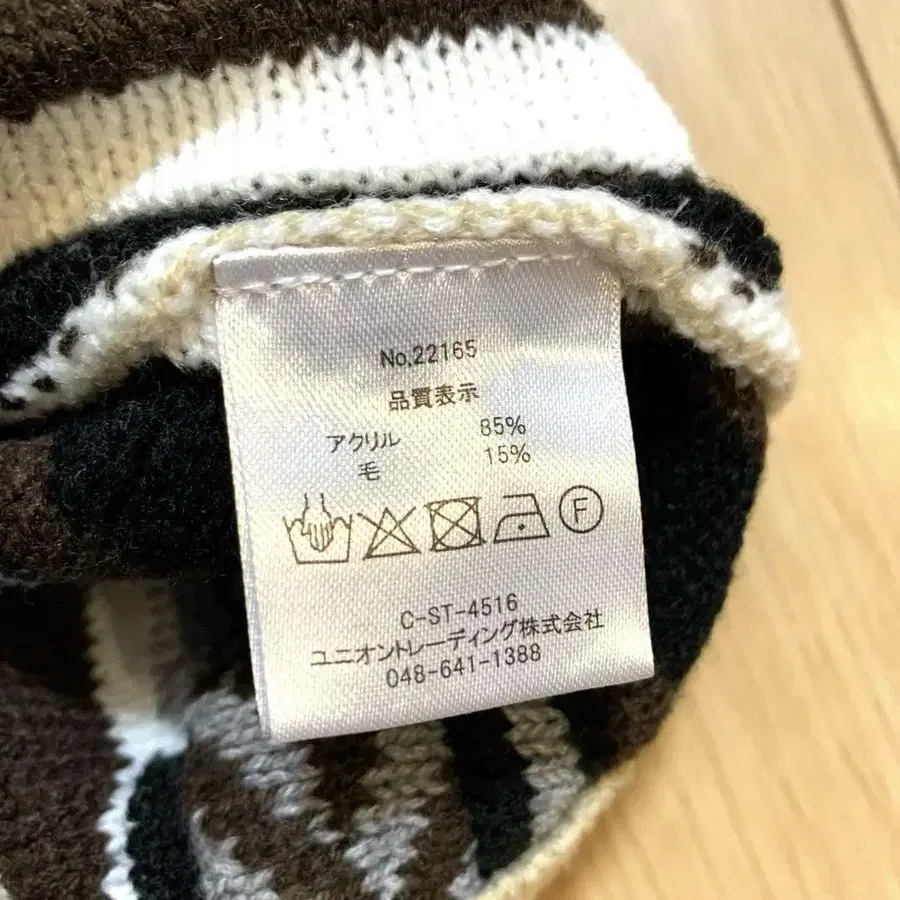 No.22165
品質表示
アクリル 85%
毛 15%
F
C-ST-4516
ユニオントレーディング株式会社
048-641-1388